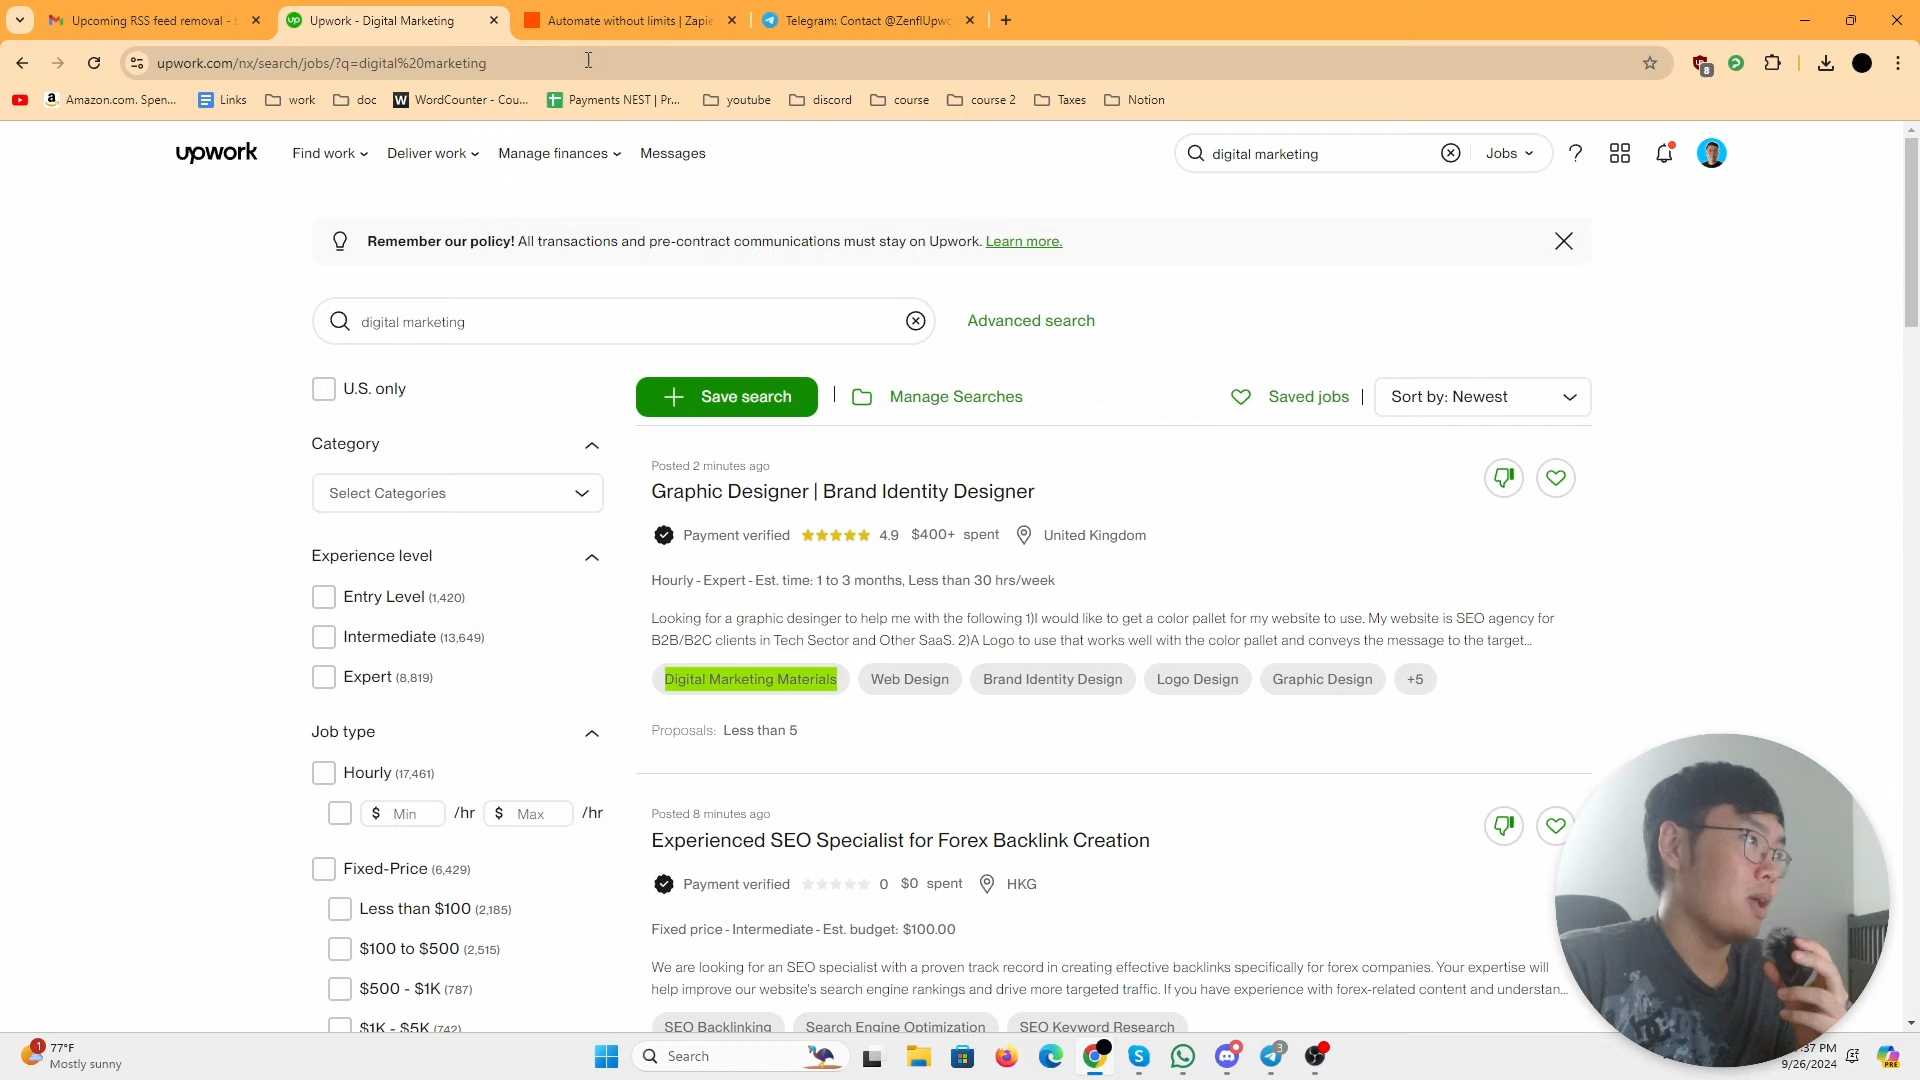 Upcoming RSS feed removal -
Upwork - Digital Marketing
Automate without limits | Zapie
Telegram: Contact @ZenflUpwo
upwork.com/nx/search/jobs/?q=digital%20marketing
8
Amazon.com. Spen...
Links
work
doc
W WordCounter - Cou...
Payments NEST | Pr...
youtube
discord
course
course 2
Taxes
Notion
upwork
Find work
Deliver work
Manage finances
Messages
digital marketing
Jobs
Remember our policy! All transactions and pre-contract communications must stay on Upwork. Learn more.
digital marketing
Advanced search
U.S. only
Save search
Manage Searches
Saved jobs
Sort by: Newest
Category
Select Categories
Experience level
Entry Level (1,420)
Intermediate (13,649)
Expert (8,819)
Job type
Hourly (17,461)
$ Min /hr $ Max /hr
Fixed-Price (6,429)
Less than $100 (2,185)
$100 to $500 (2,515)
$500 - $1K (787)
$1K - $5K (742)
Posted 2 minutes ago
Graphic Designer | Brand Identity Designer
Payment verified 4.9 $400+ spent United Kingdom
Hourly - Expert - Est. time: 1 to 3 months, Less than 30 hrs/week
Looking for a graphic desinger to help me with the following 1)I would like to get a color pallet for my website to use. My website is SEO agency for
B2B/B2C clients in Tech Sector and Other SaaS. 2)A Logo to use that works well with the color pallet and conveys the message to the target...
Digital Marketing Materials
Web Design
Brand Identity Design
Logo Design
Graphic Design
+5
Proposals: Less than 5
Posted 8 minutes ago
Experienced SEO Specialist for Forex Backlink Creation
Payment verified 0 $0 spent HKG
Fixed price - Intermediate - Est. budget: $100.00
We are looking for an SEO specialist with a proven track record in creating effective backlinks specifically for forex companies. Your expertise will
help improve our website's search engine rankings and drive more targeted traffic. If you have experience with forex-related content and understan...
SEO Backlinking
Search Engine Optimization
SEO Keyword Research
1
77°F
Mostly sunny
Search
3
:37 PM
9/26/2024
PRE